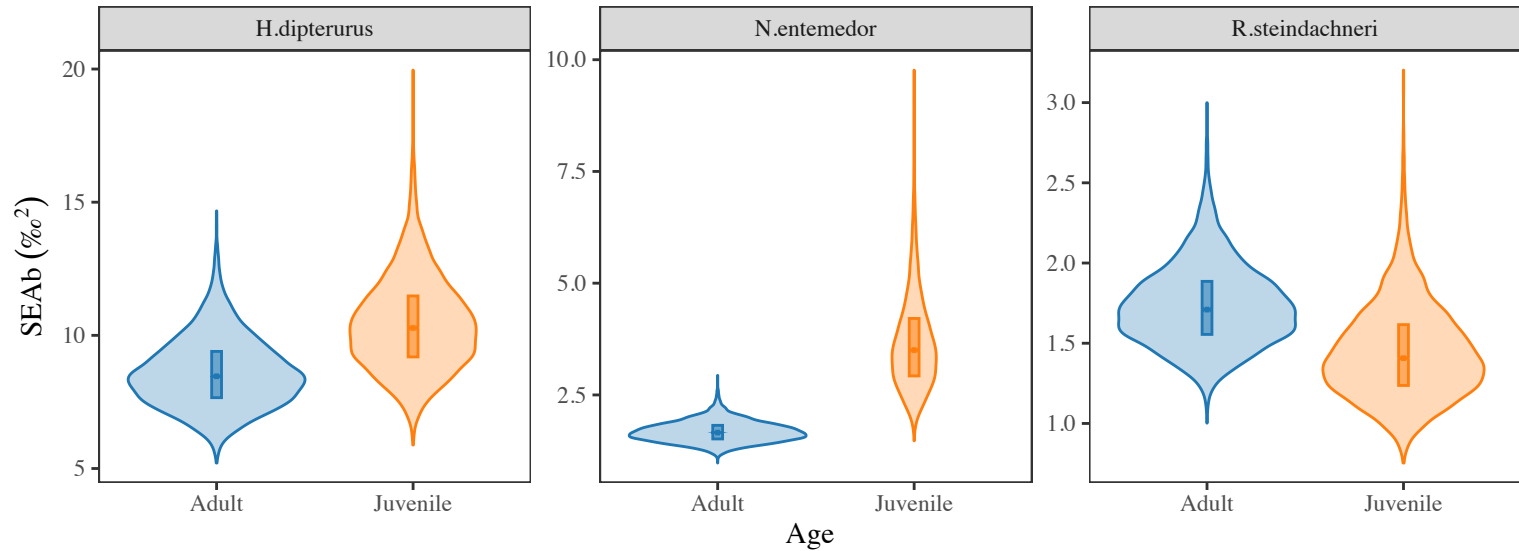 H.dipterurus
N.entemedor
R.steindachneri
SEAb (‰²)
20
15
10
5
10.0
7.5
5.0
2.5
3.0
2.5
2.0
1.5
1.0
Adult
Juvenile
Adult
Juvenile
Adult
Juvenile
Age